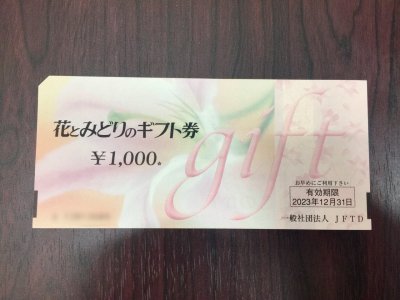 花とみどりのギフト券
￥1,000※
gift
お早めにご利用下さい
有効期限
2023年12月31日
一般社団法人 JFTD